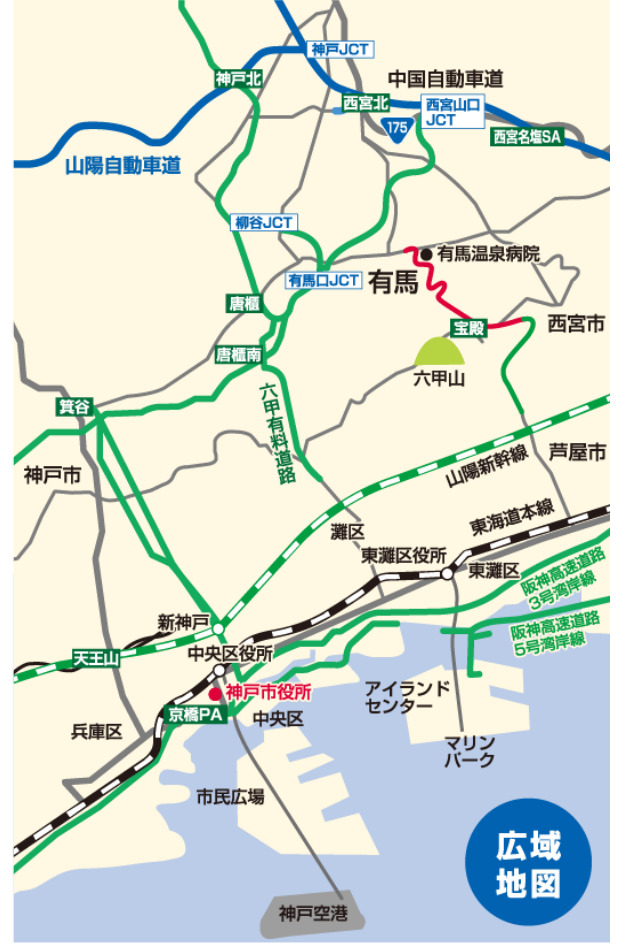 神戸JCT
神戸北
中国自動車道
西宮北
西宮山口
JCT
175
西宮名塩SA
山陽自動車道
柳谷JCT
有馬温泉病院
有馬口JCT
有馬
唐櫃
宝殿
西宮市
唐櫃南
六甲山
箕谷
六甲有料道路
神戸市
山陽新幹線
芦屋市
灘区
東海道本線
東灘区役所
東灘区
阪神高速道路
3号湾岸線
新神戸
阪神高速道路
5号湾岸線
天王山
中央区役所
神戸市役所
アイランド
センター
京橋PA
中央区
兵庫区
マリン
パーク
市民広場
広域
地図
神戸空港